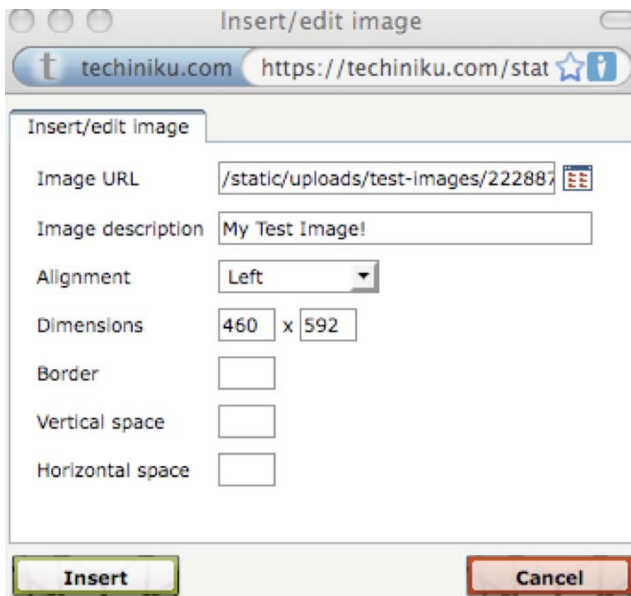 Insert/edit image
t techiniku.com https://techiniku.com/stat
Insert/edit image
Image URL /static/uploads/test-images/222887
Image description My Test Image!
Alignment Left
Dimensions 460 x 592
Border
Vertical space
Horizontal space
Insert Cancel